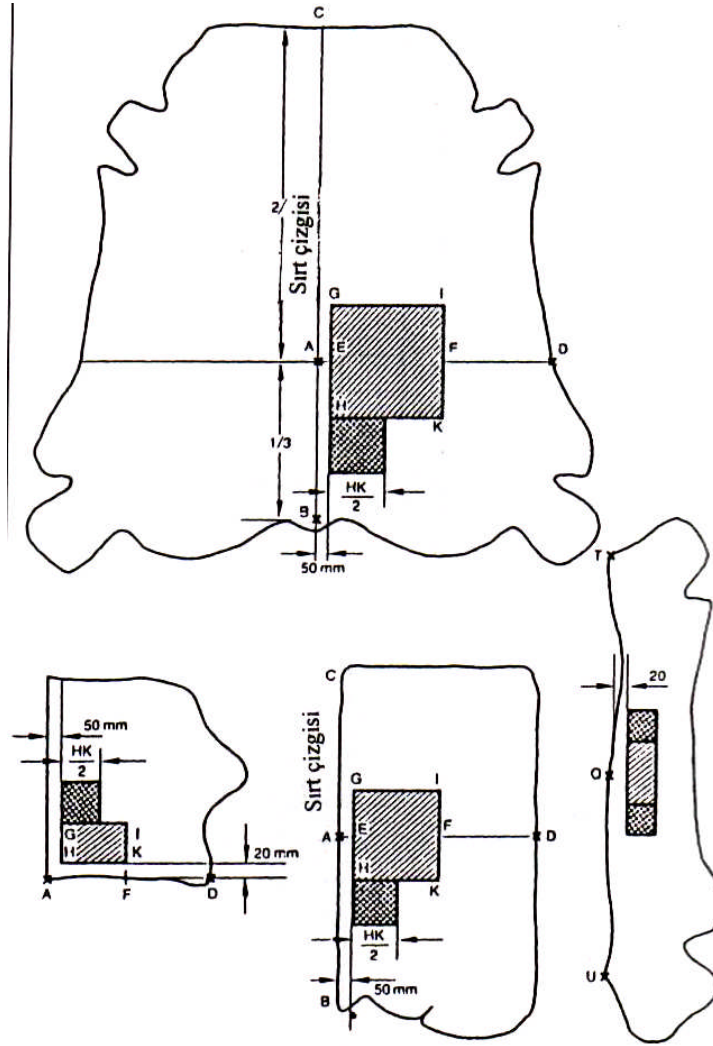 C
2/
Sırt çizgisi
G I
A E F D
H
K
1/3
HK
2
B
50 mm
T
C
20
50 mm
Sırt çizgisi
HK
2
G I
O
G I
H K
A E F D
20 mm
H
K
A F D
HK
2
U
B
50 mm